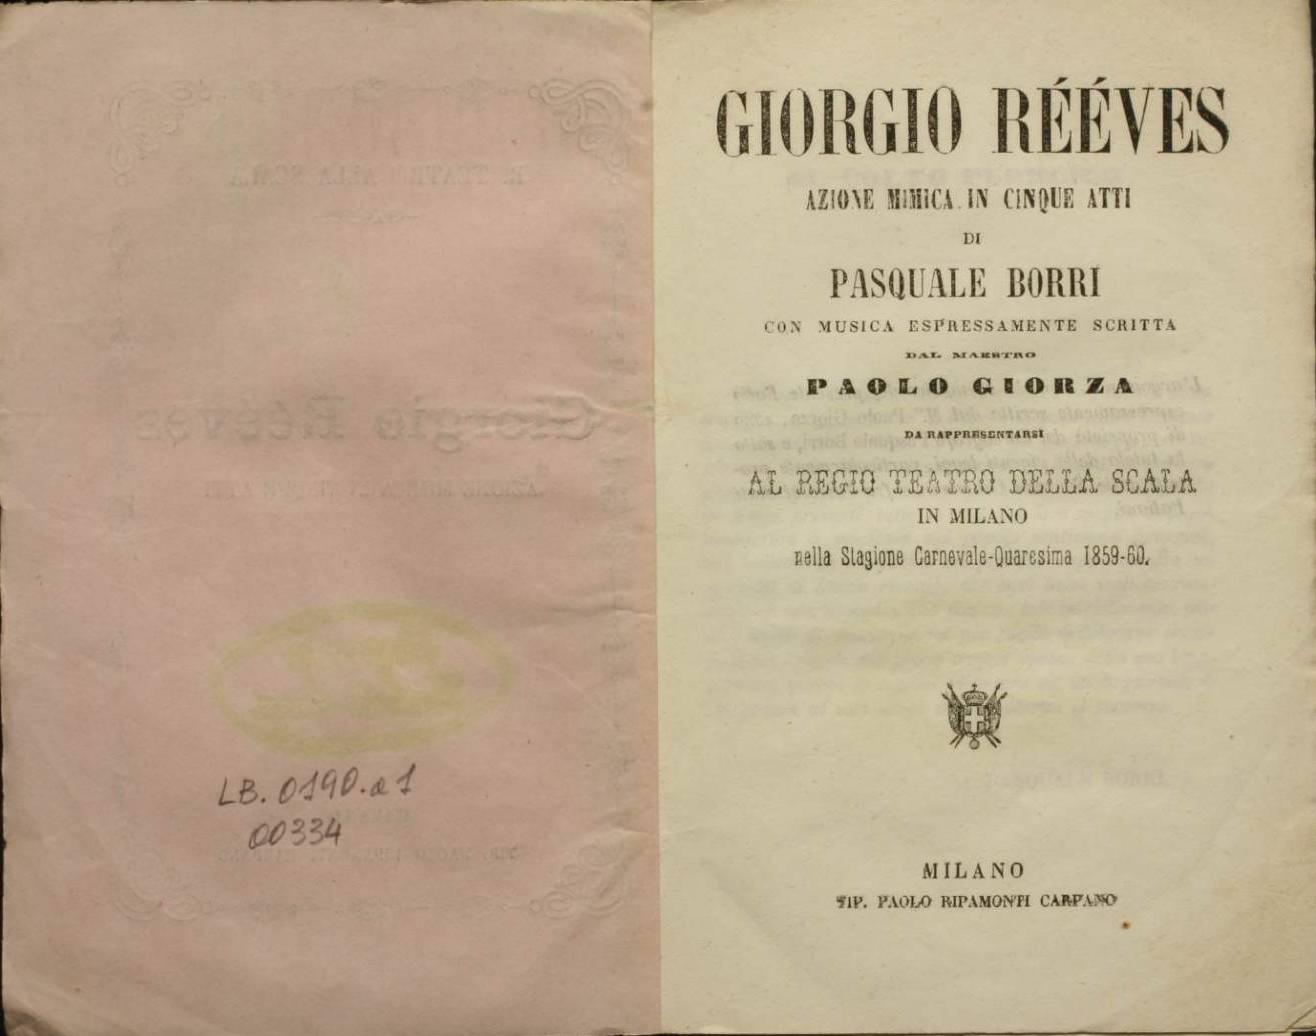 LB. 0190.a1
00334
GIORGIO RÉÉVES
AZIONE MIMICA IN CINQUE ATTI
DI
PASQUALE BORRI
CON MUSICA ESPRESSAMENTE SCRITTA
DAL MAESTRO
PAOLO GIORZA
DA RAPPRESENTARSI
AL REGIO TEATRO DELLA SCALA
IN MILANO
nella Stagione Carnevale-Quaresima 1859-60.
MILANO
TIP. PAOLO RIPAMONTI CARPANO